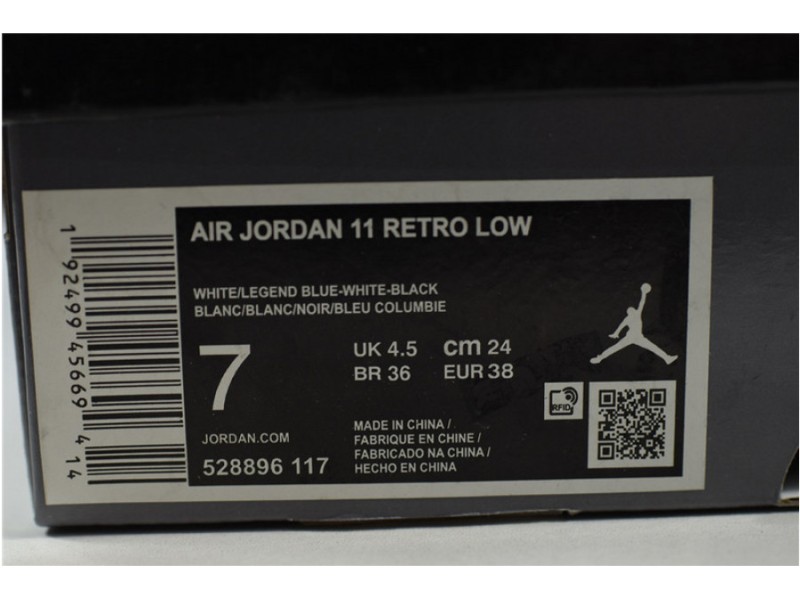 AIR JORDAN 11 RETRO LOW
WHITE/LEGEND BLUE-WHITE-BLACK
BLANC/BLANC/NOIR/BLEU COLUMBIE
7
UK 4.5 cm 24
BR 36 EUR 38
JORDAN.COM
528896 117
MADE IN CHINA /
FABRIQUE EN CHINE /
FABRICADO NA CHINA /
HECHO EN CHINA
RFID
1 92499 45669 4 14